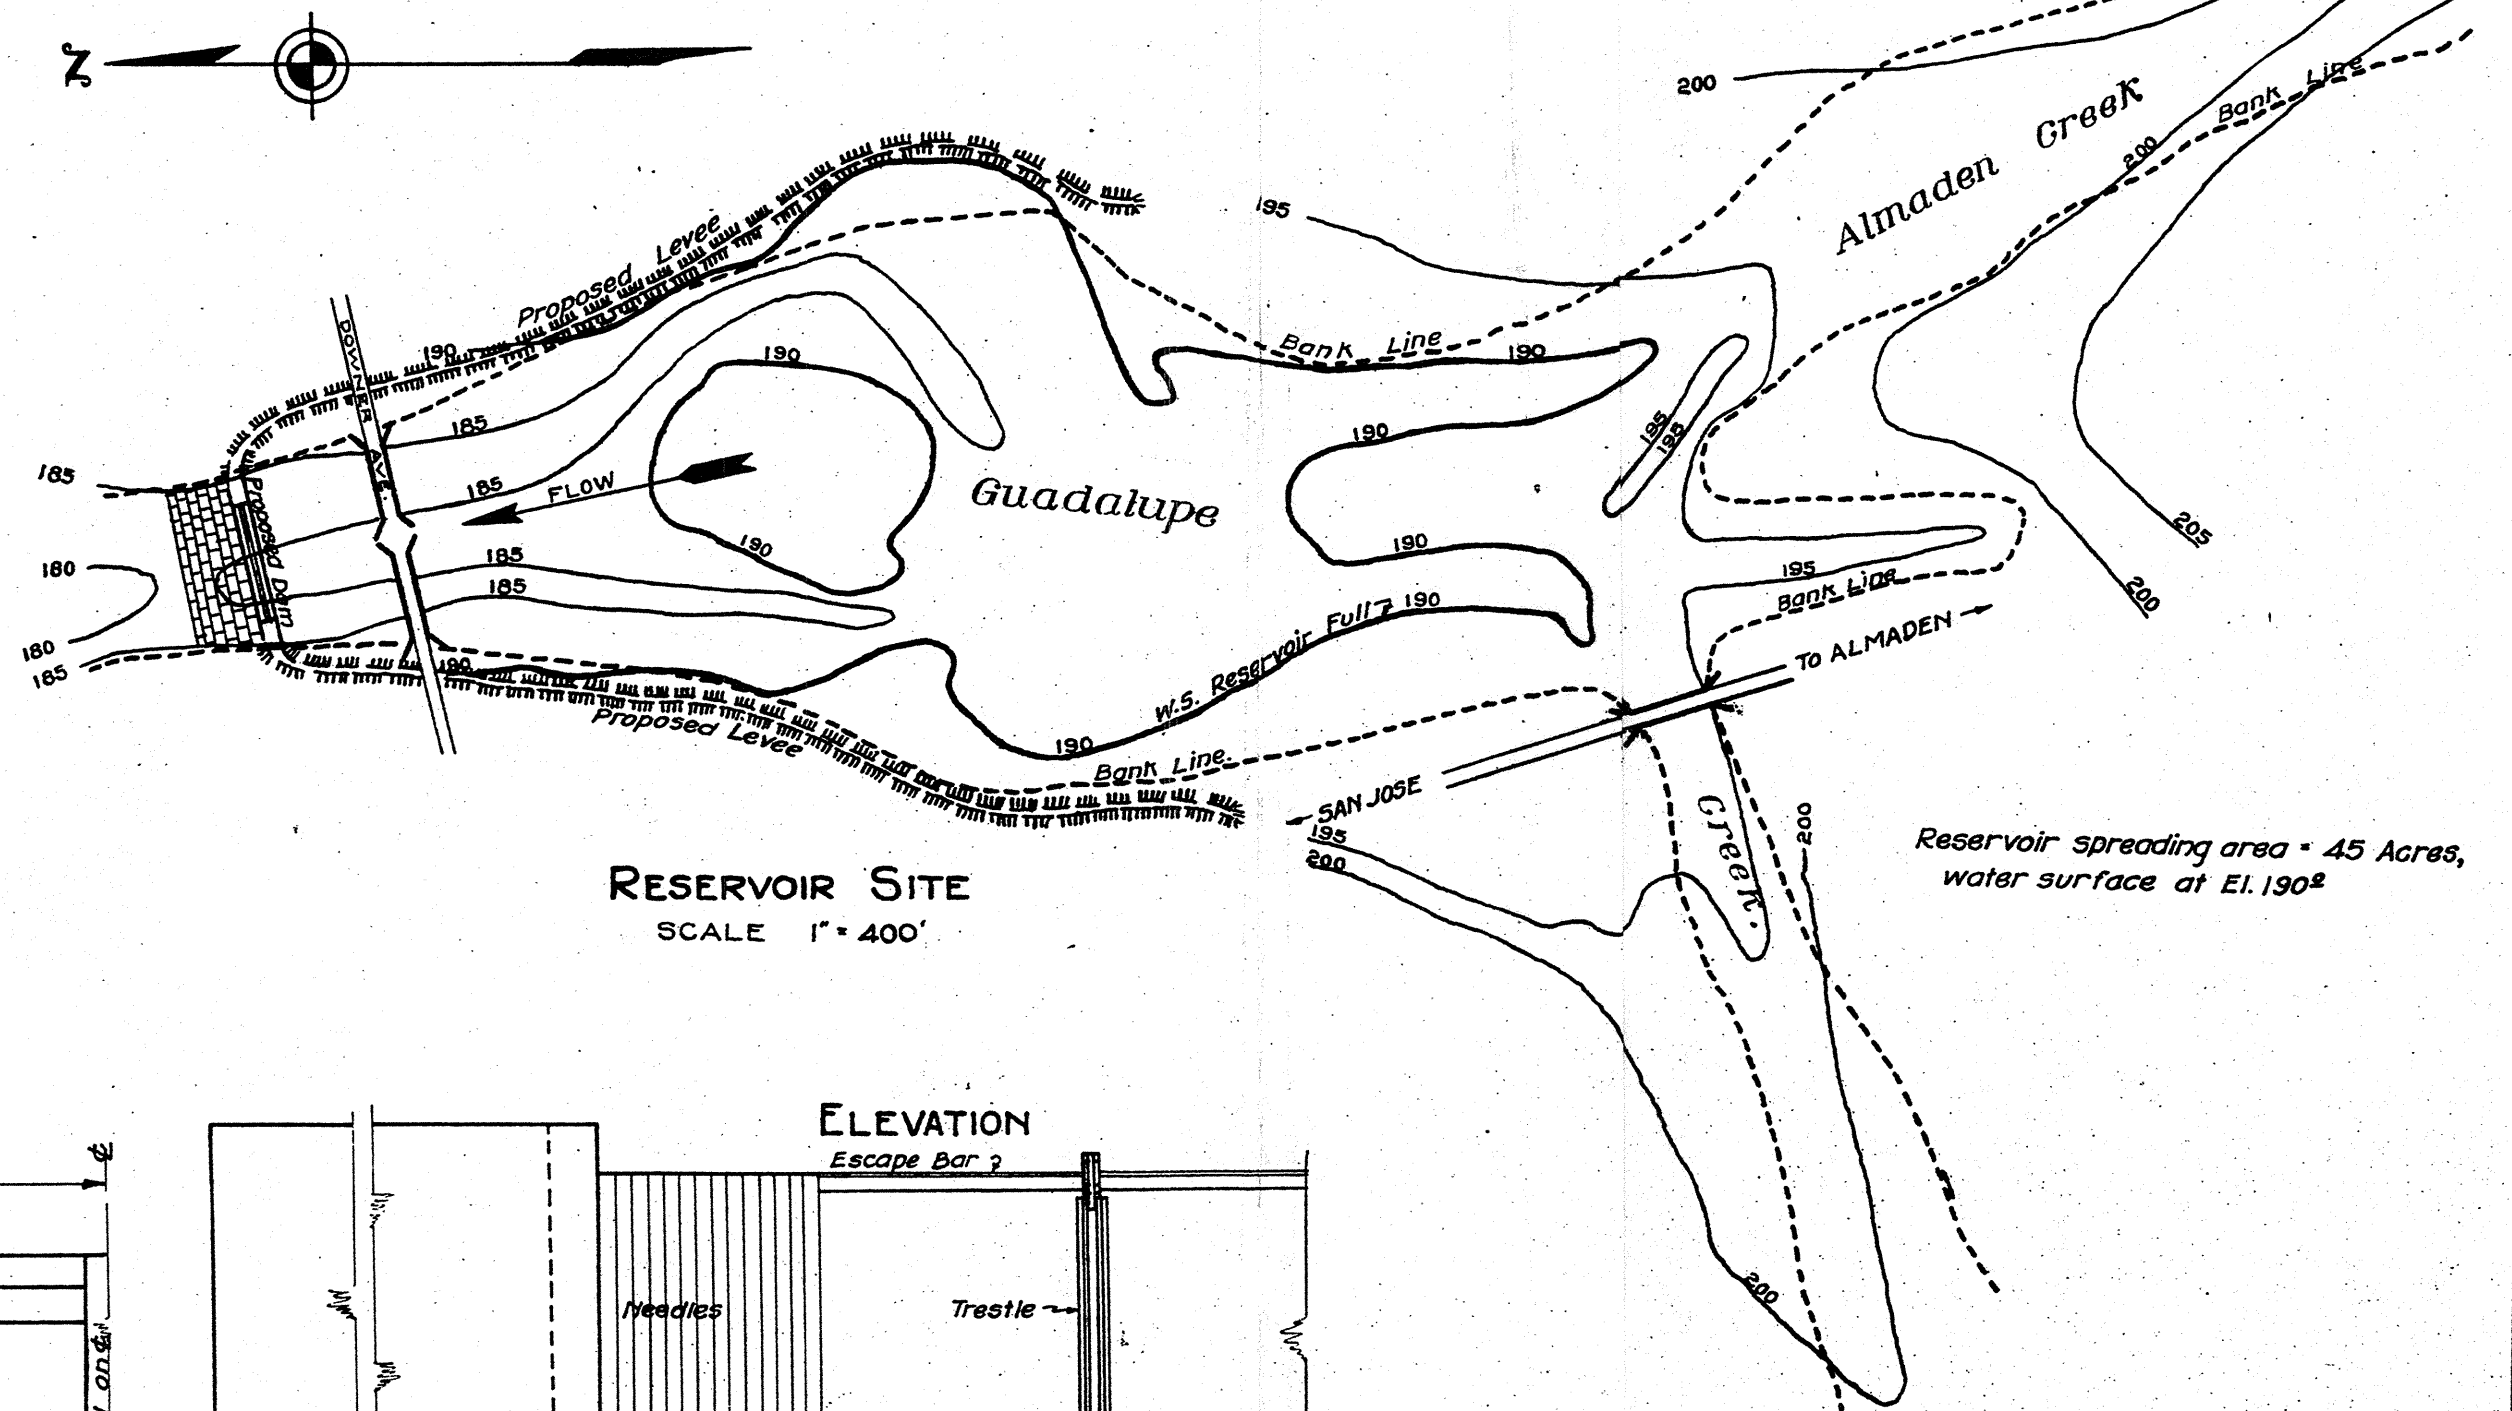 N
200
Bank Line
Almaden Creek
200
195
Proposed Levee
190
DOWNER AVE.
Bank Line
190
190
190
195
195
185
185
185
FLOW
Guadalupe
190
190
205
200
Proposed Dam
180
180
185
185
185
195
Bank Line
W.S. Reservoir Full
190
To ALMADEN
190
Proposed Levee
190
Bank Line.
SAN JOSE
195
200
Creek.
200
Reservoir spreading area = 45 Acres,
water surface at El. 190º
RESERVOIR SITE
SCALE 1" = 400'
ELEVATION
Escape Bar
200
Needles
Trestle